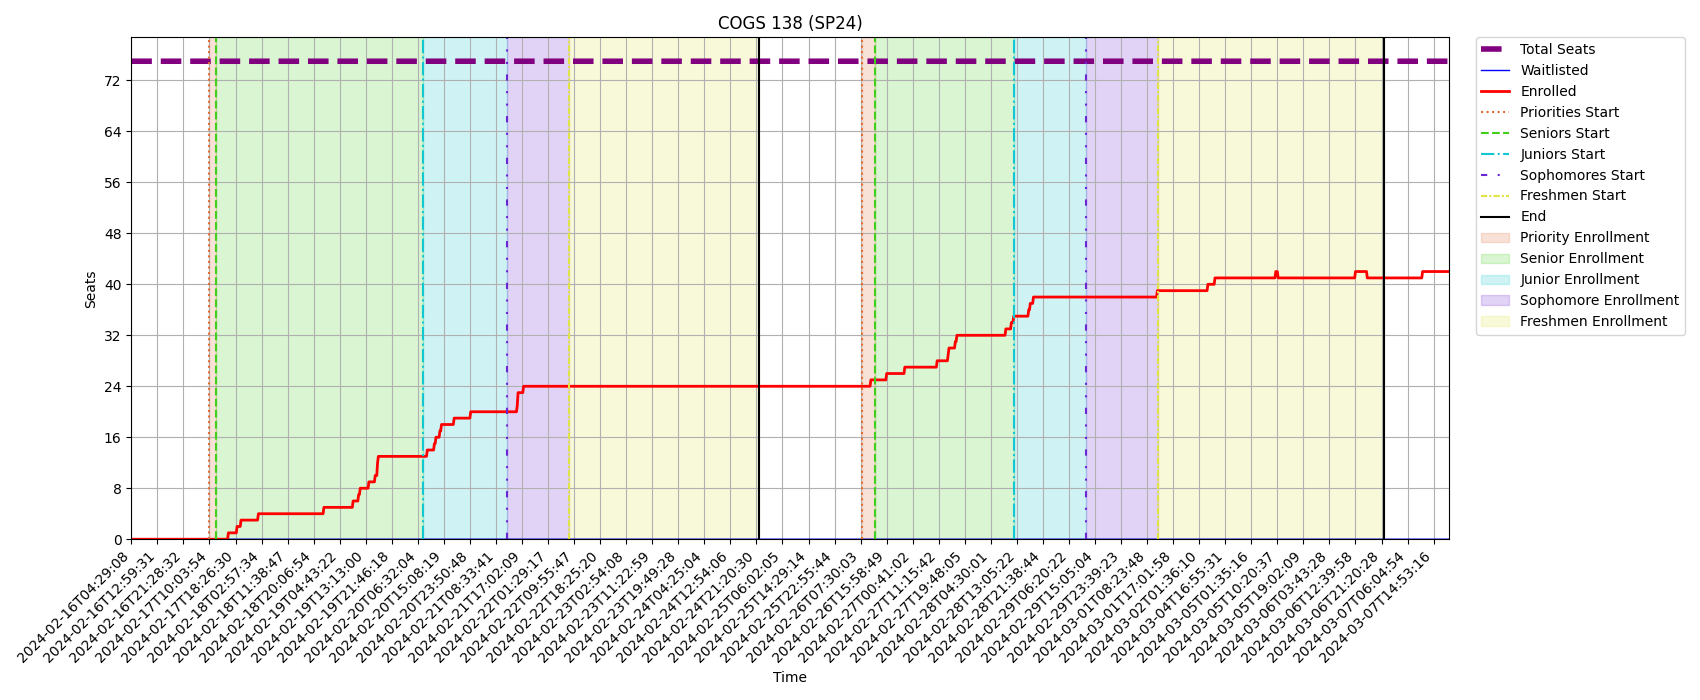 COGS 138 (SP24)
Seats
72
64
56
48
40
32
24
16
8
0
2024-02-16T04:29:08
2024-02-16T12:59:31
2024-02-16T21:28:32
2024-02-17T10:03:54
2024-02-17T18:26:30
2024-02-18T02:57:34
2024-02-18T11:38:47
2024-02-18T20:06:54
2024-02-19T04:43:22
2024-02-19T13:13:00
2024-02-19T21:46:18
2024-02-20T06:32:04
2024-02-20T15:08:19
2024-02-20T23:50:48
2024-02-21T08:33:41
2024-02-21T17:02:09
2024-02-22T01:29:17
2024-02-22T09:55:47
2024-02-22T18:25:20
2024-02-23T02:54:08
2024-02-23T11:22:59
2024-02-23T19:49:28
2024-02-24T04:25:04
2024-02-24T12:54:06
2024-02-24T21:20:30
2024-02-25T06:02:05
2024-02-25T14:29:14
2024-02-25T22:55:44
2024-02-26T07:30:03
2024-02-26T15:58:49
2024-02-27T00:41:02
2024-02-27T11:15:42
2024-02-27T19:48:05
2024-02-28T04:30:01
2024-02-28T13:05:22
2024-02-28T21:38:44
2024-02-29T06:20:22
2024-02-29T15:05:04
2024-02-29T23:39:23
2024-03-01T08:23:48
2024-03-01T17:01:58
2024-03-02T01:36:10
2024-03-04T16:55:31
2024-03-05T01:35:16
2024-03-05T10:20:37
2024-03-05T19:02:09
2024-03-06T03:43:28
2024-03-06T12:39:58
2024-03-06T21:20:28
2024-03-07T06:04:54
2024-03-07T14:53:16
Time
Total Seats
Waitlisted
Enrolled
Priorities Start
Seniors Start
Juniors Start
Sophomores Start
Freshmen Start
End
Priority Enrollment
Senior Enrollment
Junior Enrollment
Sophomore Enrollment
Freshmen Enrollment